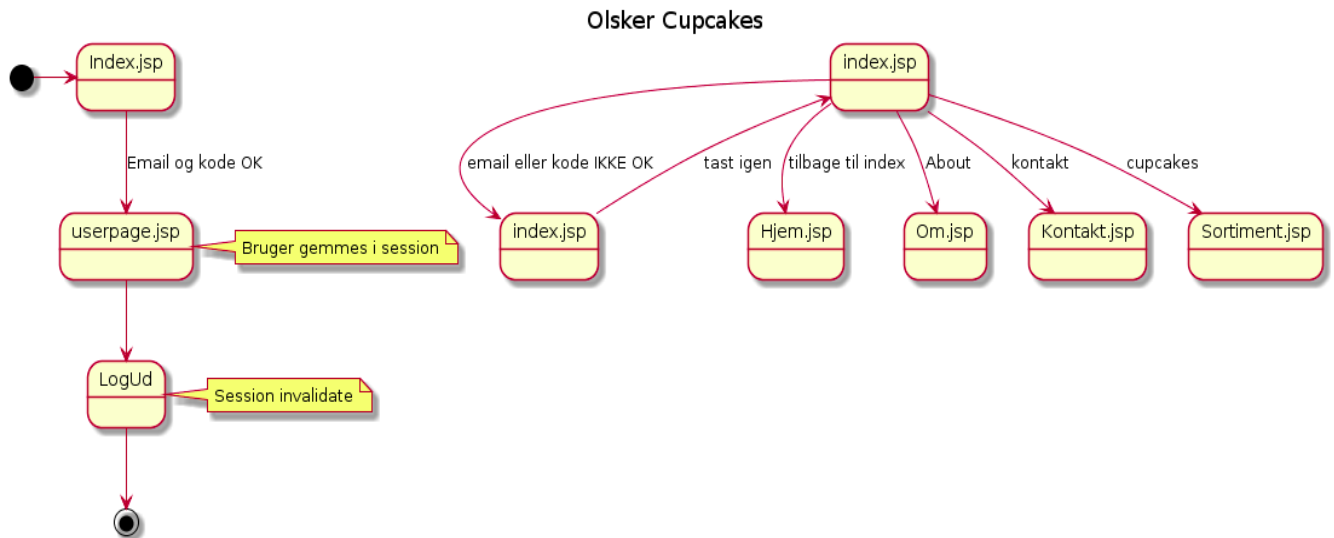 Olsker Cupcakes
Index.jsp
index.jsp
Email og kode OK
email eller kode IKKE OK
tast igen
tilbage til index
About
kontakt
cupcakes
userpage.jsp
Bruger gemmes i session
index.jsp
Hjem.jsp
Om.jsp
Kontakt.jsp
Sortiment.jsp
LogUd
Session invalidate